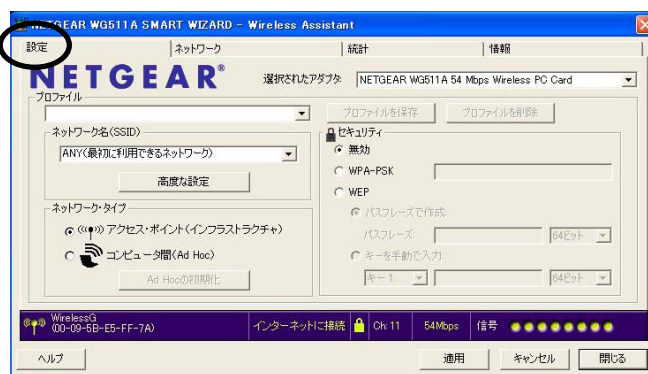 NETGEAR WG511A SMART WIZARD - Wireless Assistant
設定 ネットワーク 統計 情報
NETGEAR® 選択されたアダプタ: NETGEAR WG511A 54 Mbps Wireless PC Card
プロファイル
プロファイルを保存 プロファイルを削除
ネットワーク名(SSID)
ANY(最初に利用できるネットワーク)
高度な設定
ネットワーク・タイプ
アクセス・ポイント(インフラストラクチャ)
コンピュータ間(Ad Hoc)
Ad Hocの初期化
セキュリティ
無効
WPA-PSK
WEP
パスフレーズで作成:
パスフレーズ: 64ビット
キーを手動で入力:
キー 1: 64ビット
WirelessG
(00-09-5B-E5-FF-7A) インターネットに接続 Ch: 11 54Mbps 信号
ヘルプ 適用 キャンセル 閉じる